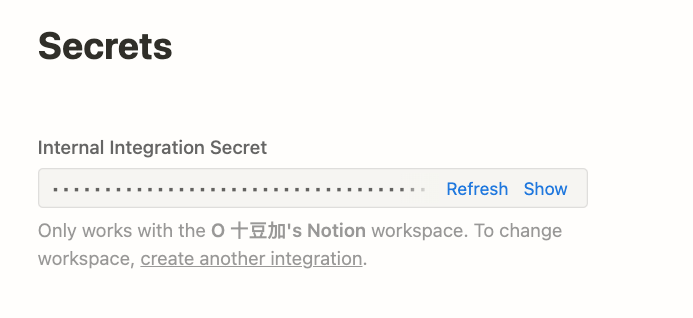 Secrets
Internal Integration Secret
Refresh Show
Only works with the O 十豆加's Notion workspace. To change
workspace, create another integration.